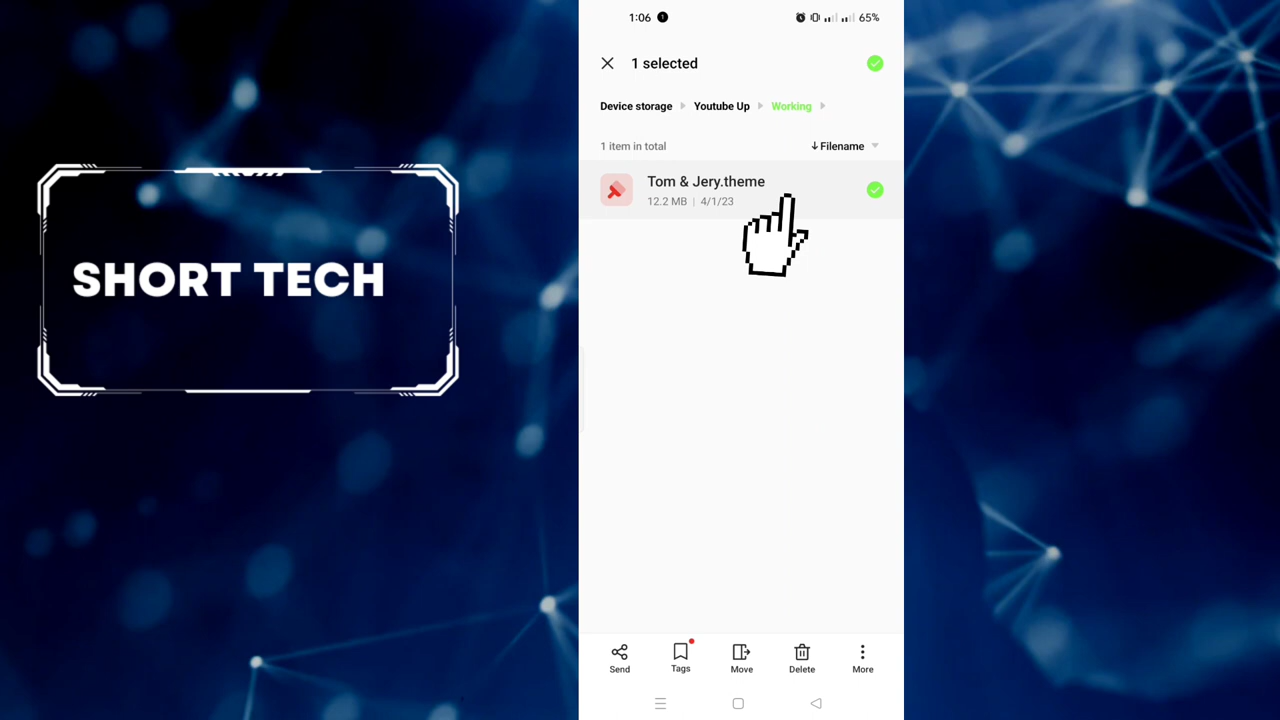 SHORT TECH
1:06 1 65%
1 selected
Device storage Youtube Up Working
1 item in total Filename
Tom & Jery.theme
12.2 MB | 4/1/23
Send Tags Move Delete More